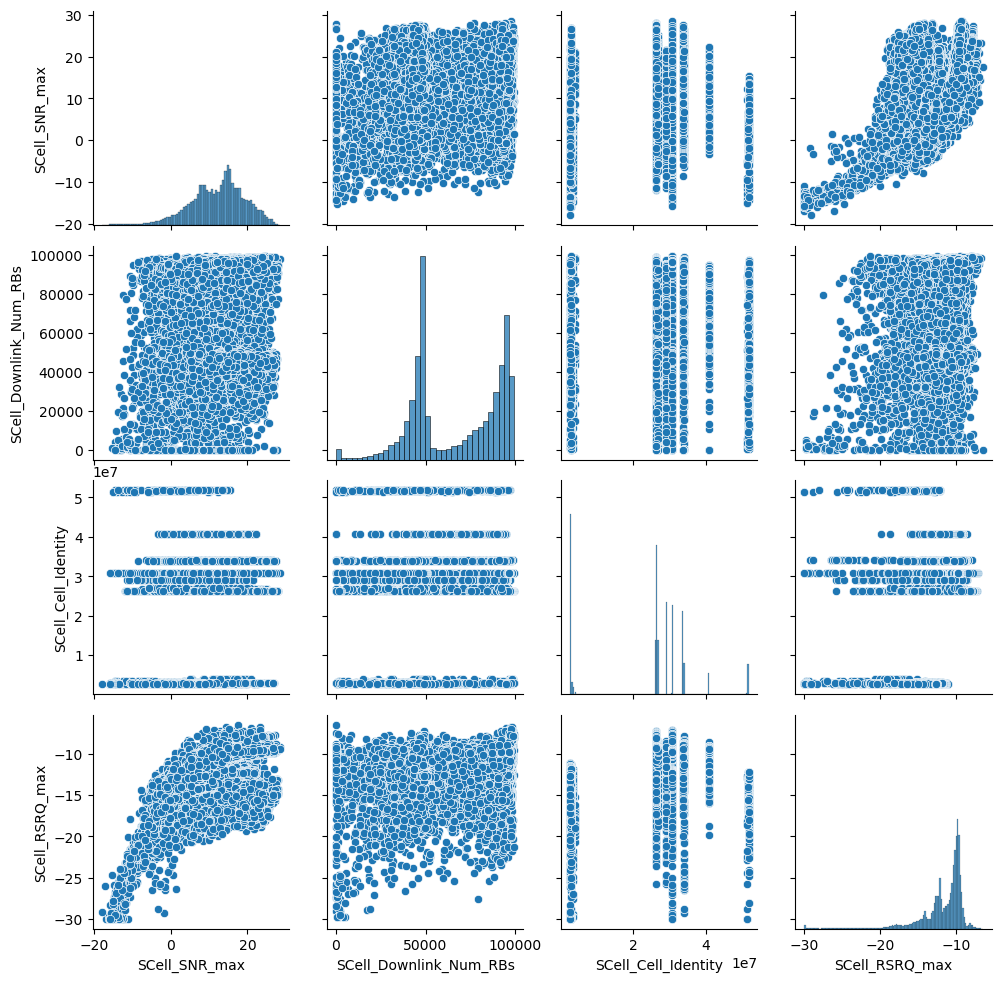 30
20
10
0
−10
−20
SCell_SNR_max
100000
80000
60000
40000
20000
0
SCell_Downlink_Num_RBs
1e7
5
4
3
2
1
SCell_Cell_Identity
−10
−15
−20
−25
−30
SCell_RSRQ_max
−20 0 20
0 50000 100000
2 4
−30 −20 −10
1e7
SCell_SNR_max SCell_Downlink_Num_RBs SCell_Cell_Identity SCell_RSRQ_max